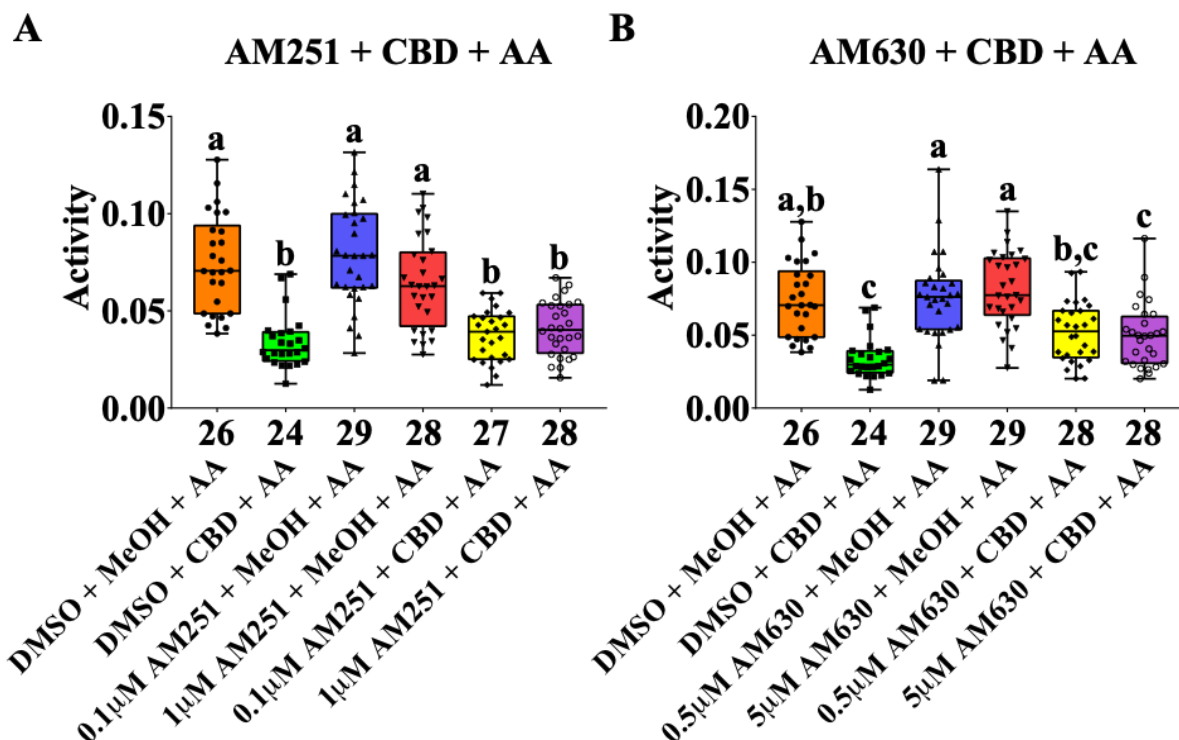 A
AM251 + CBD + AA
Activity
0.15
0.10
0.05
0.00
a
b
a
a
b
b
26 24 29 28 27 28
DMSO + MeOH + AA
DMSO + CBD + AA
0.1μM AM251 + MeOH + AA
1μM AM251 + MeOH + AA
0.1μM AM251 + CBD + AA
1μM AM251 + CBD + AA
B
AM630 + CBD + AA
Activity
0.20
0.15
0.10
0.05
0.00
a,b
c
a
a
b,c
c
26 24 29 29 28 28
DMSO + MeOH + AA
DMSO + CBD + AA
0.5μM AM630 + MeOH + AA
5μM AM630 + MeOH + AA
0.5μM AM630 + CBD + AA
5μM AM630 + CBD + AA